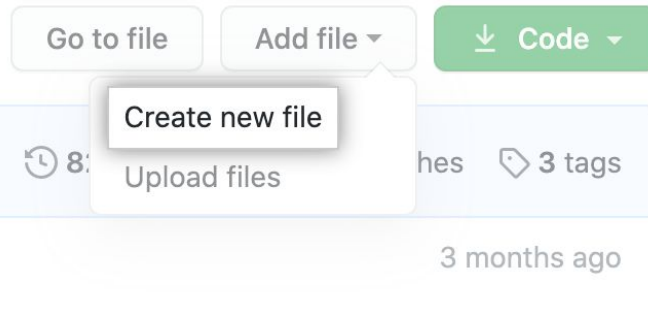 Go to file
Add file
Code
Create new file
Upload files
3 tags
3 months ago